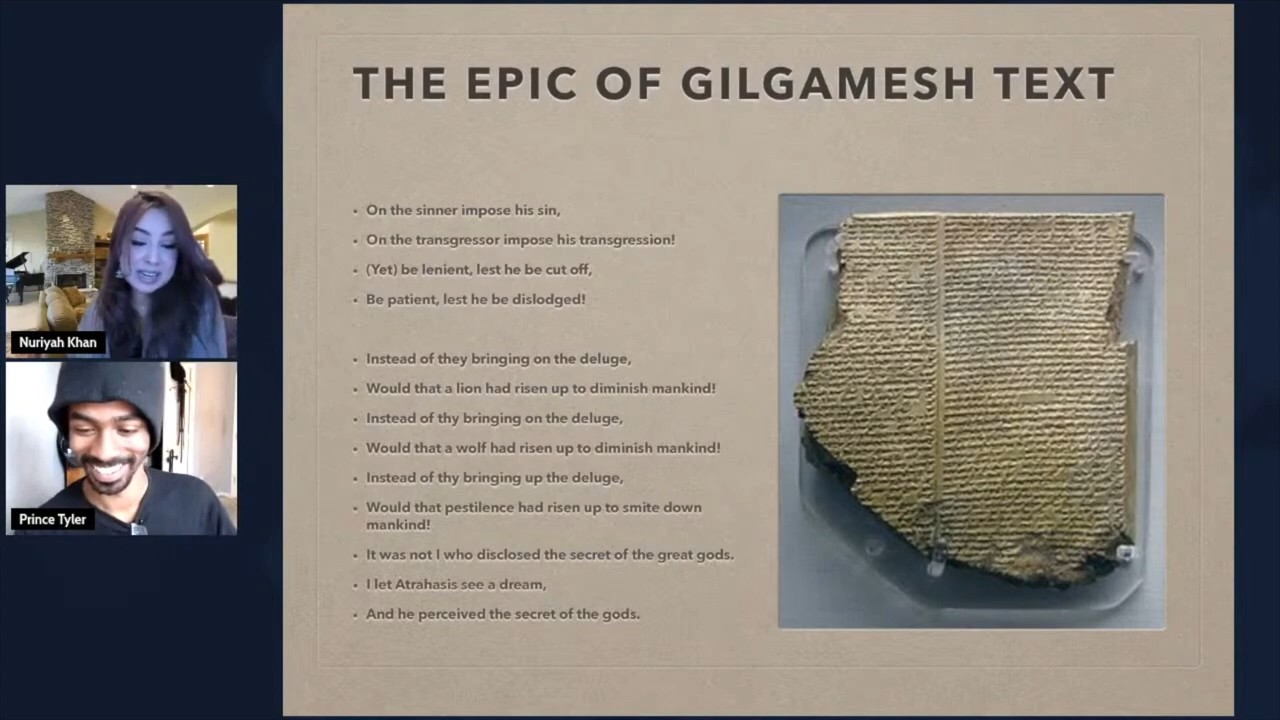 THE EPIC OF GILGAMESH TEXT
• On the sinner impose his sin,
• On the transgressor impose his transgression!
• (Yet) be lenient, lest he be cut off,
• Be patient, lest he be dislodged!
• Instead of they bringing on the deluge,
• Would that a lion had risen up to diminish mankind!
• Instead of thy bringing on the deluge,
• Would that a wolf had risen up to diminish mankind!
• Instead of thy bringing up the deluge,
• Would that pestilence had risen up to smite down
mankind!
• It was not I who disclosed the secret of the great gods.
• I let Atrahasis see a dream,
• And he perceived the secret of the gods.
Nuriyah Khan
Prince Tyler